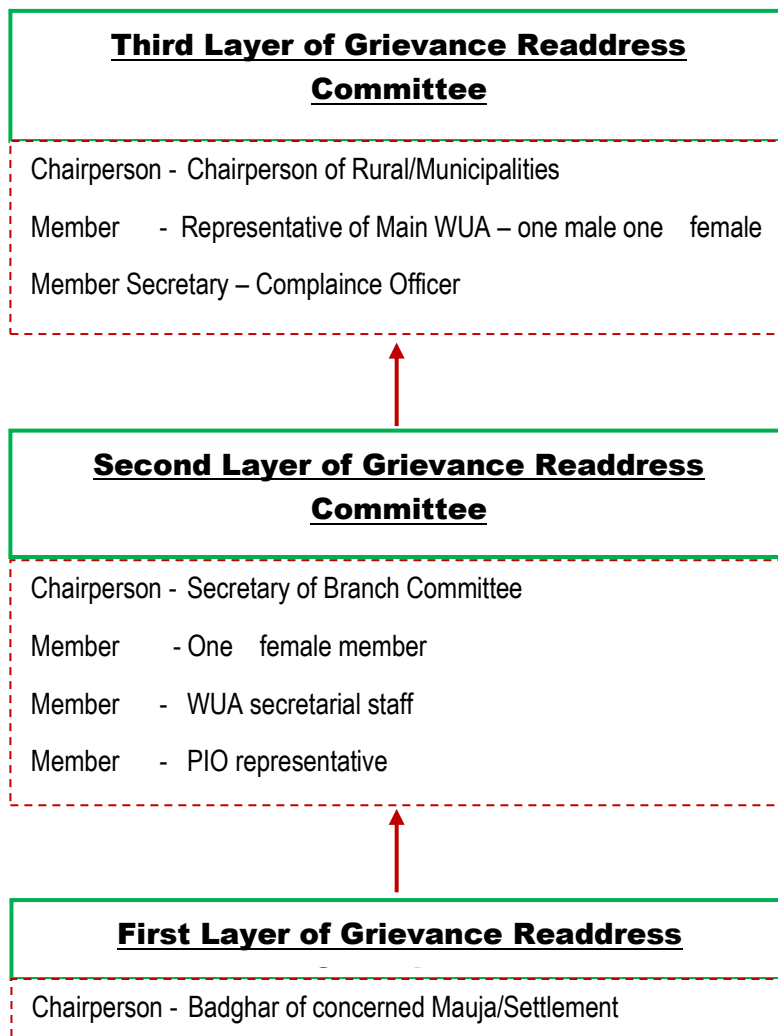 Third Layer of Grievance Readdress
Committee
Chairperson - Chairperson of Rural/Municipalities
Member - Representative of Main WUA – one male one female
Member Secretary – Complaince Officer
Second Layer of Grievance Readdress
Committee
Chairperson - Secretary of Branch Committee
Member - One female member
Member - WUA secretarial staff
Member - PIO representative
First Layer of Grievance Readdress
Chairperson - Badghar of concerned Mauja/Settlement